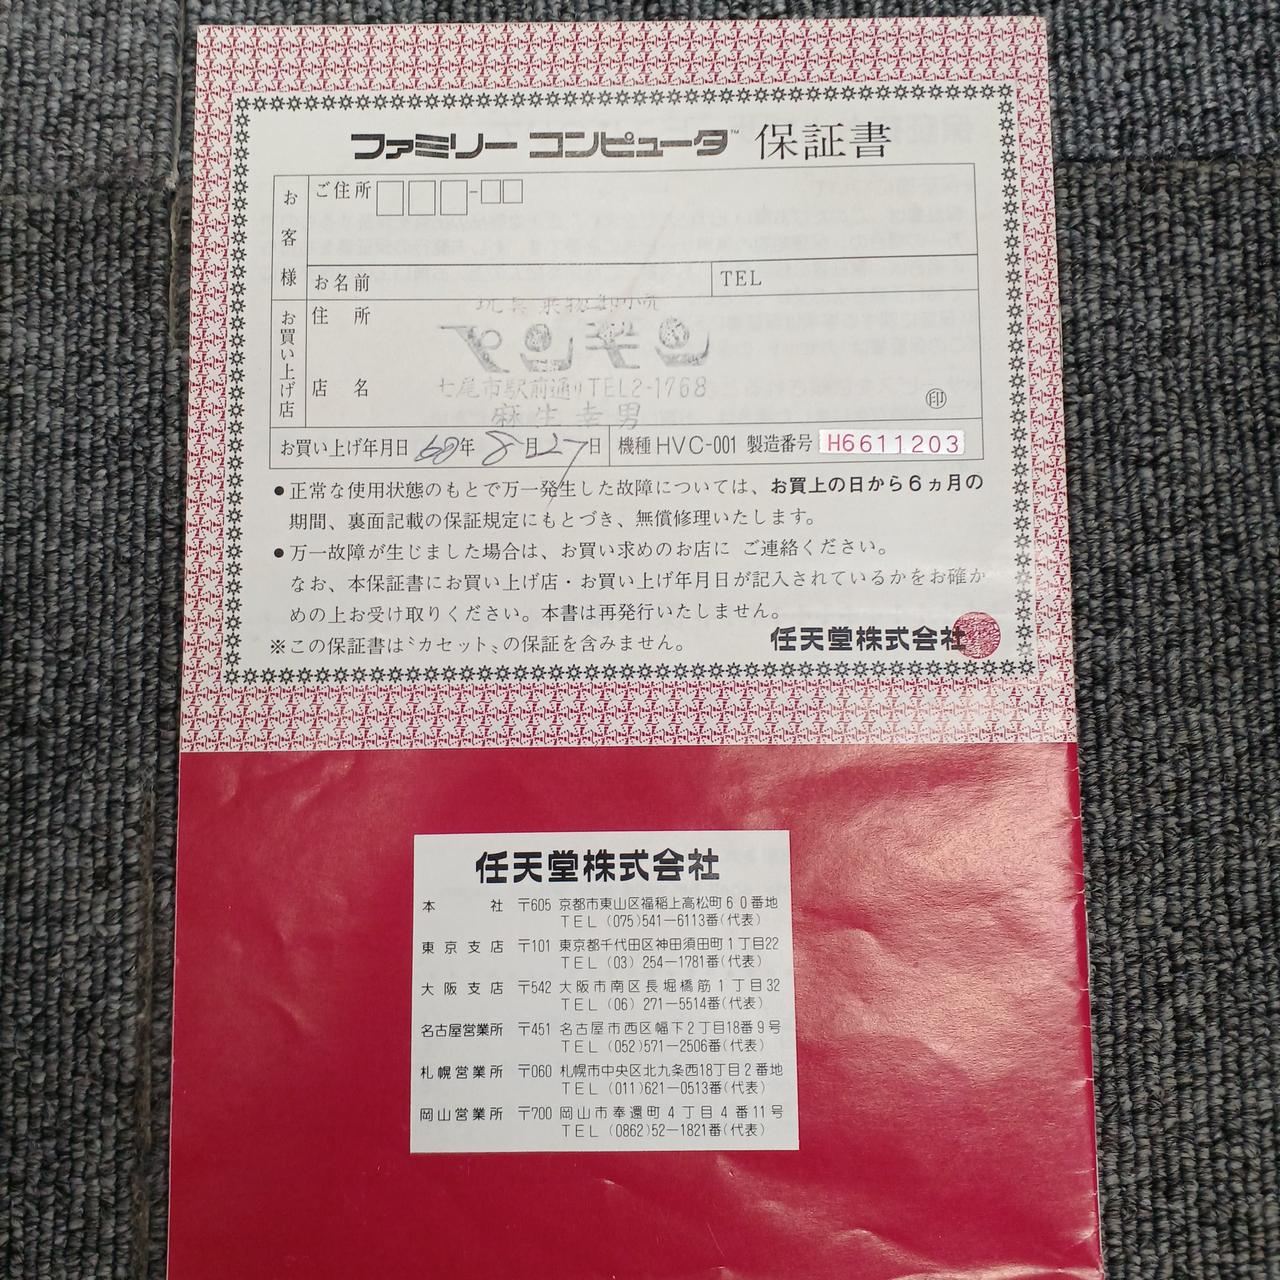 ファミリー コンピュータ™ 保証書
お客様
ご住所
お名前
TEL
お買い上げ店
住所
ペンギン
店名
七尾市駅前通り TEL2-1768
麻生幸男
印
お買い上げ年月日 60年 8月27日 機種 HVC-001 製造番号 H6611203
●正常な使用状態のもとで万一発生した故障については、お買上の日から6ヵ月の
期間、裏面記載の保証規定にもとづき、無償修理いたします。
●万一故障が生じました場合は、お買い求めのお店に ご連絡ください。
なお、本保証書にお買い上げ店・お買い上げ年月日が記入されているかをお確か
めの上お受け取りください。本書は再発行いたしません。
※この保証書は〝カセット〟の保証を含みません。
任天堂株式会社
任天堂株式会社
本社 〒605 京都市東山区福稲上高松町60番地
TEL (075)541-6113番(代表)
東京支店 〒101 東京都千代田区神田須田町1丁目22
TEL (03) 254-1781番(代表)
大阪支店 〒542 大阪市南区長堀橋筋1丁目32
TEL (06) 271-5514番(代表)
名古屋営業所 〒451 名古屋市西区幅下2丁目18番9号
TEL (052)571-2506番(代表)
札幌営業所 〒060 札幌市中央区北九条西18丁目2番地
TEL (011)621-0513番(代表)
岡山営業所 〒700 岡山市奉還町4丁目4番11号
TEL (0862)52-1821番(代表)